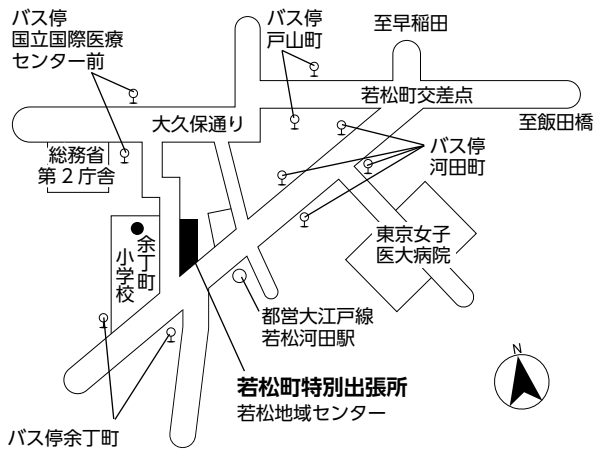 バス停
国立国際医療
センター前
バス停
戸山町
至早稲田
若松町交差点
至飯田橋
大久保通り
総務省
第2庁舎
バス停
河田町
東京女子
医大病院
余丁町
小学校
都営大江戸線
若松河田駅
若松町特別出張所
若松地域センター
バス停余丁町
N